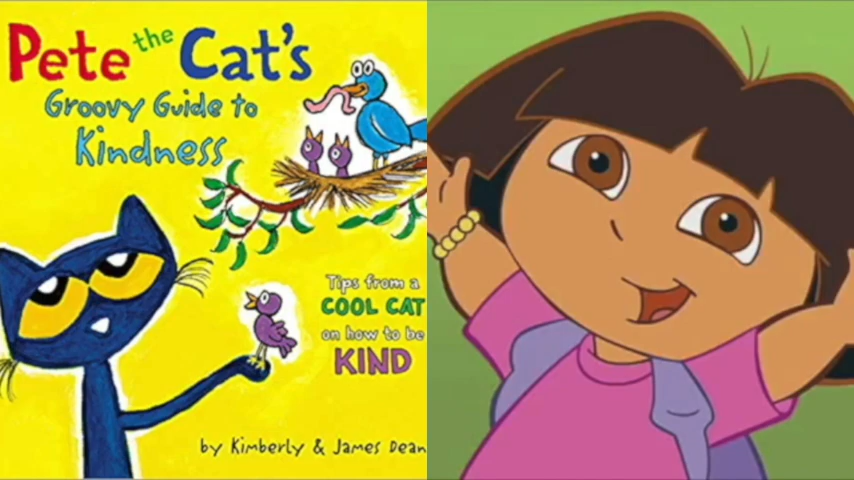 Pete the Cat's
Groovy Guide to
Kindness
Tips from a
COOL CAT
on how to be
KIND
by Kimberly & James Dean